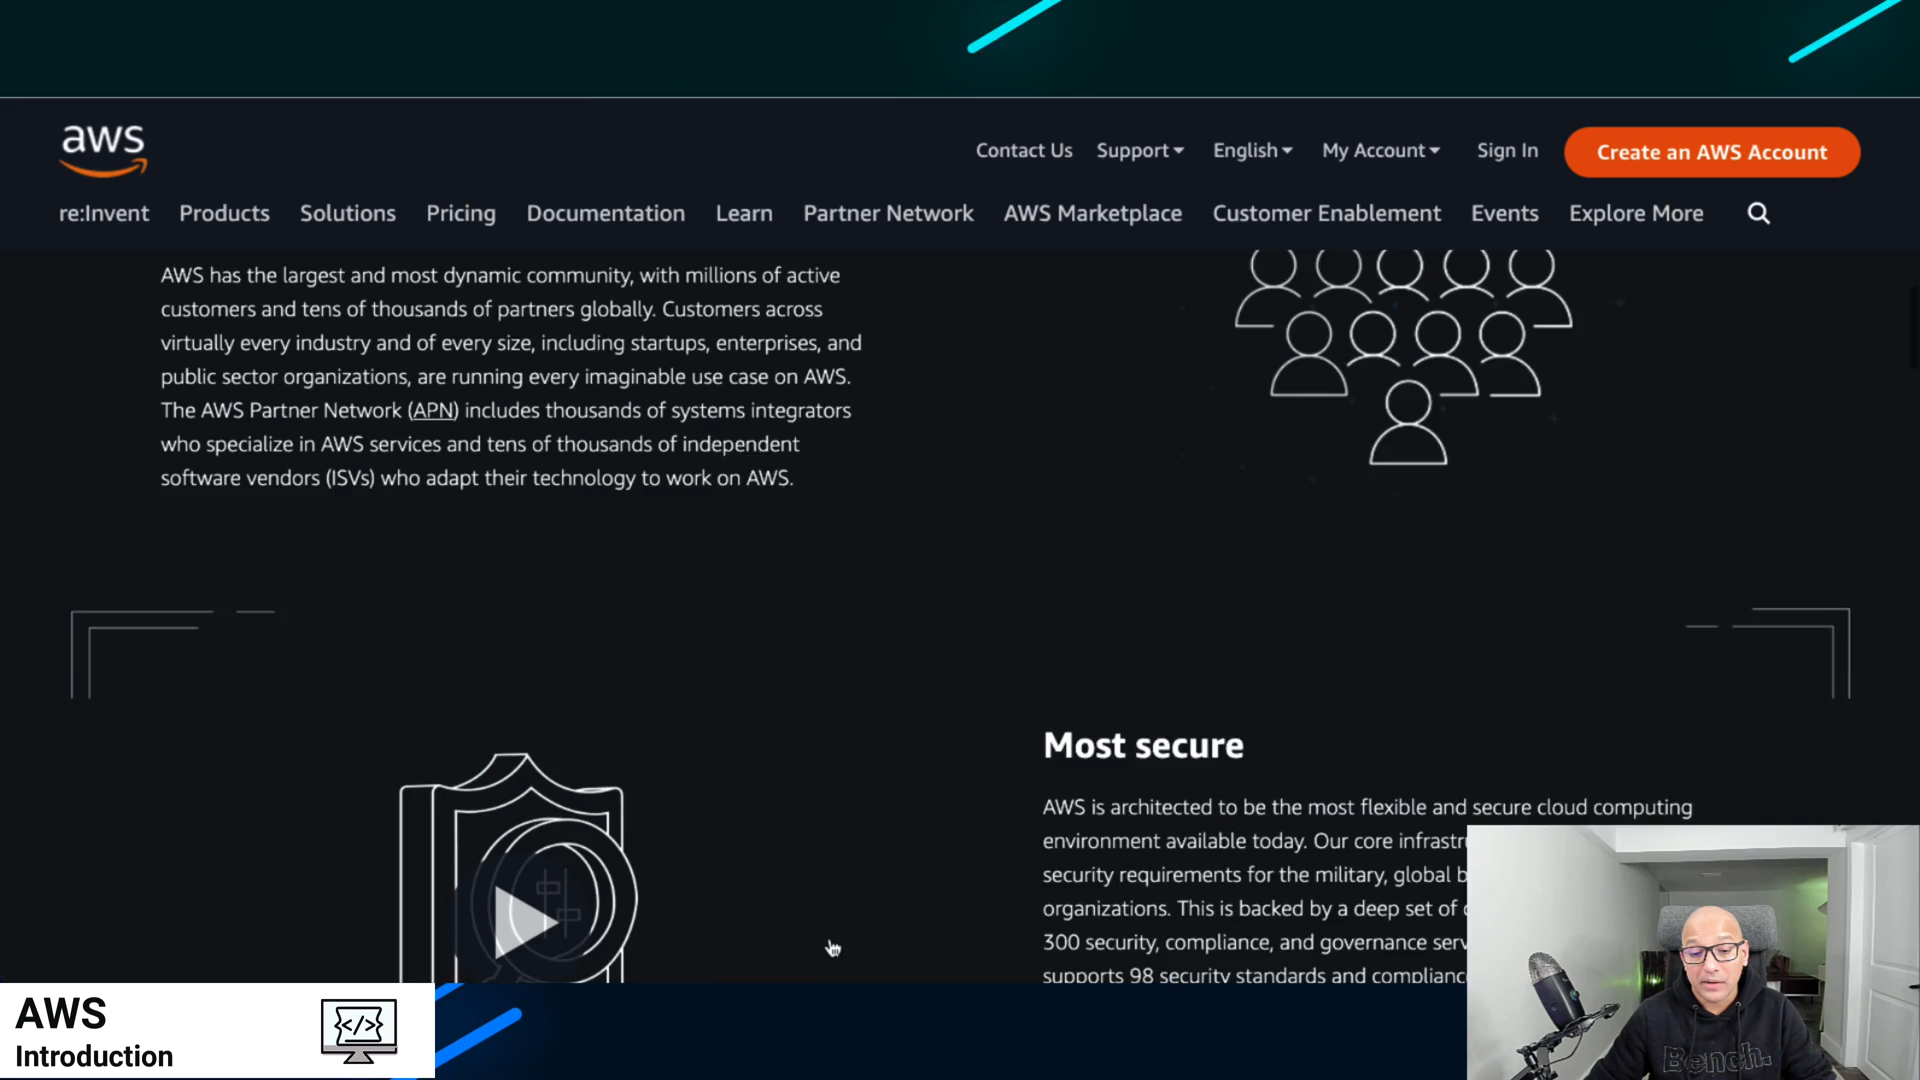 aws
Contact Us Support English My Account Sign In Create an AWS Account
re:Invent Products Solutions Pricing Documentation Learn Partner Network AWS Marketplace Customer Enablement Events Explore More
AWS has the largest and most dynamic community, with millions of active
customers and tens of thousands of partners globally. Customers across
virtually every industry and of every size, including startups, enterprises, and
public sector organizations, are running every imaginable use case on AWS.
The AWS Partner Network (APN) includes thousands of systems integrators
who specialize in AWS services and tens of thousands of independent
software vendors (ISVs) who adapt their technology to work on AWS.
Most secure
AWS is architected to be the most flexible and secure cloud computing
environment available today. Our core infrastr
security requirements for the military, global b
organizations. This is backed by a deep set of
300 security, compliance, and governance serv
supports 98 security standards and complianc
AWS
</>
Introduction
Bench.